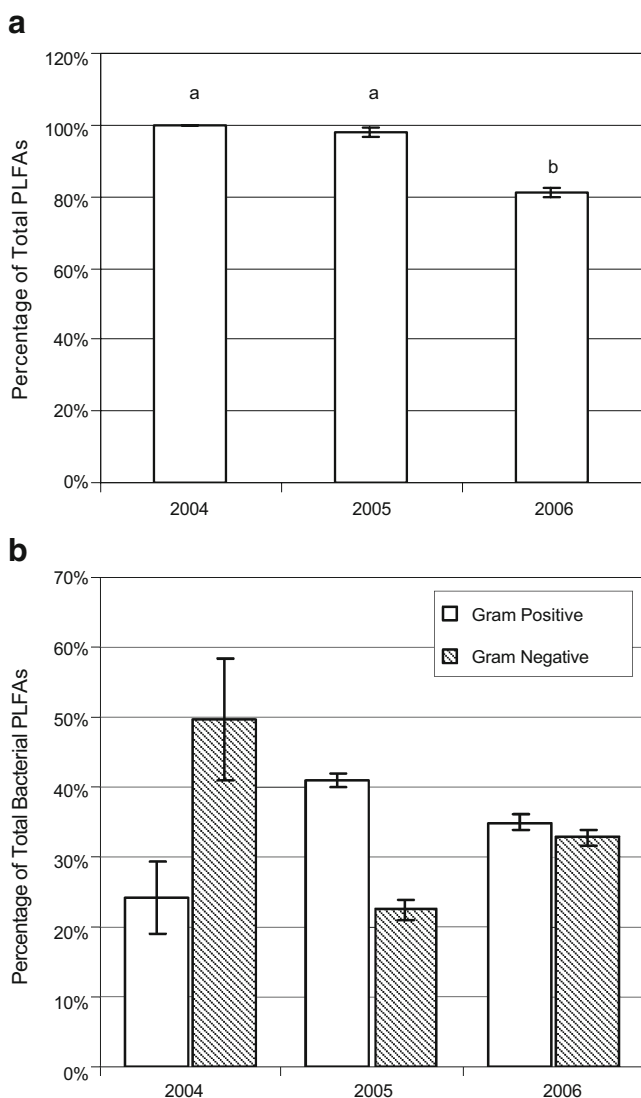 a
120%
100%
80%
60%
40%
20%
0%
Percentage of Total PLFAs
a
a
b
2004
2005
2006
b
70%
60%
50%
40%
30%
20%
10%
0%
Percentage of Total Bacterial PLFAs
Gram Positive
Gram Negative
2004
2005
2006